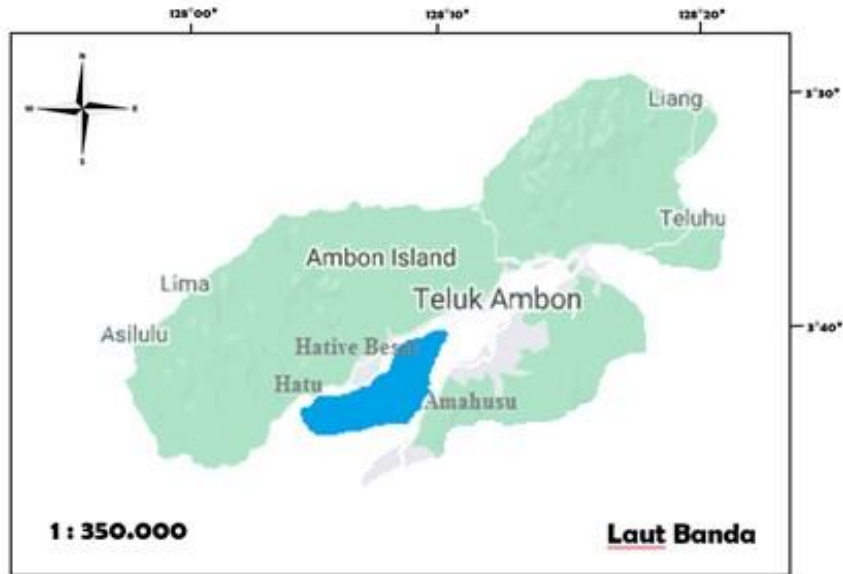 128°00'
128°10'
128°20'
N
W
E
S
3°30'
Liang
Teluhu
Ambon Island
Lima
Teluk Ambon
3°40'
Asilulu
Hative Besar
Hatu
Amahusu
1 : 350.000
Laut Banda